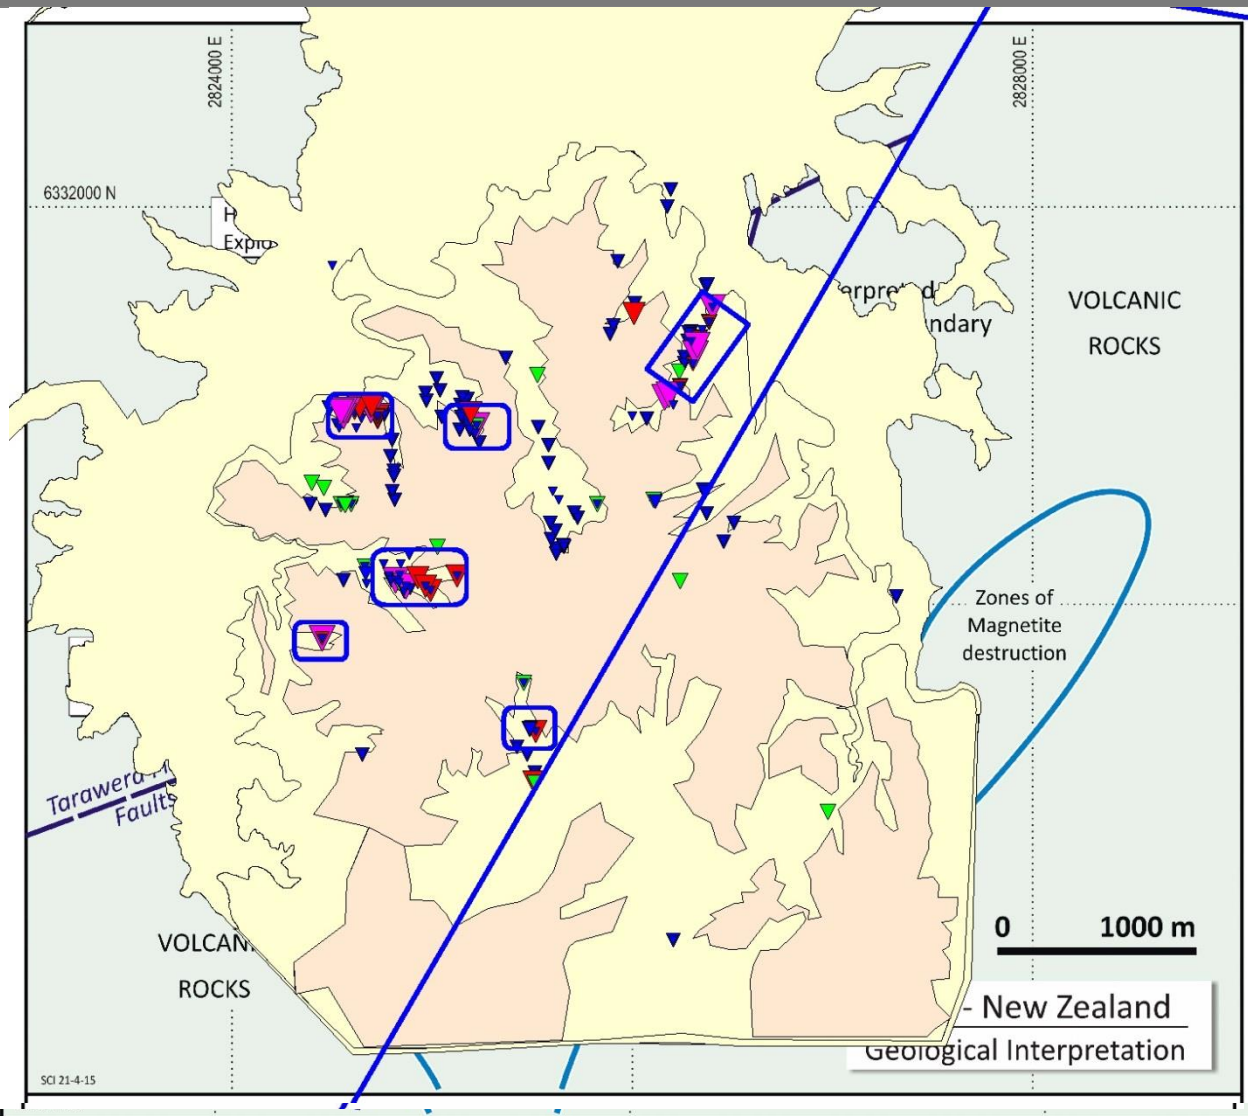 2824000 E
2828000 E
6332000 N
VOLCANIC
ROCKS
Zones of
Magnetite
destruction
Tarawera
Faults
0 1000 m
ROCKS
- New Zealand
Geological Interpretation
SCI 21-4-15